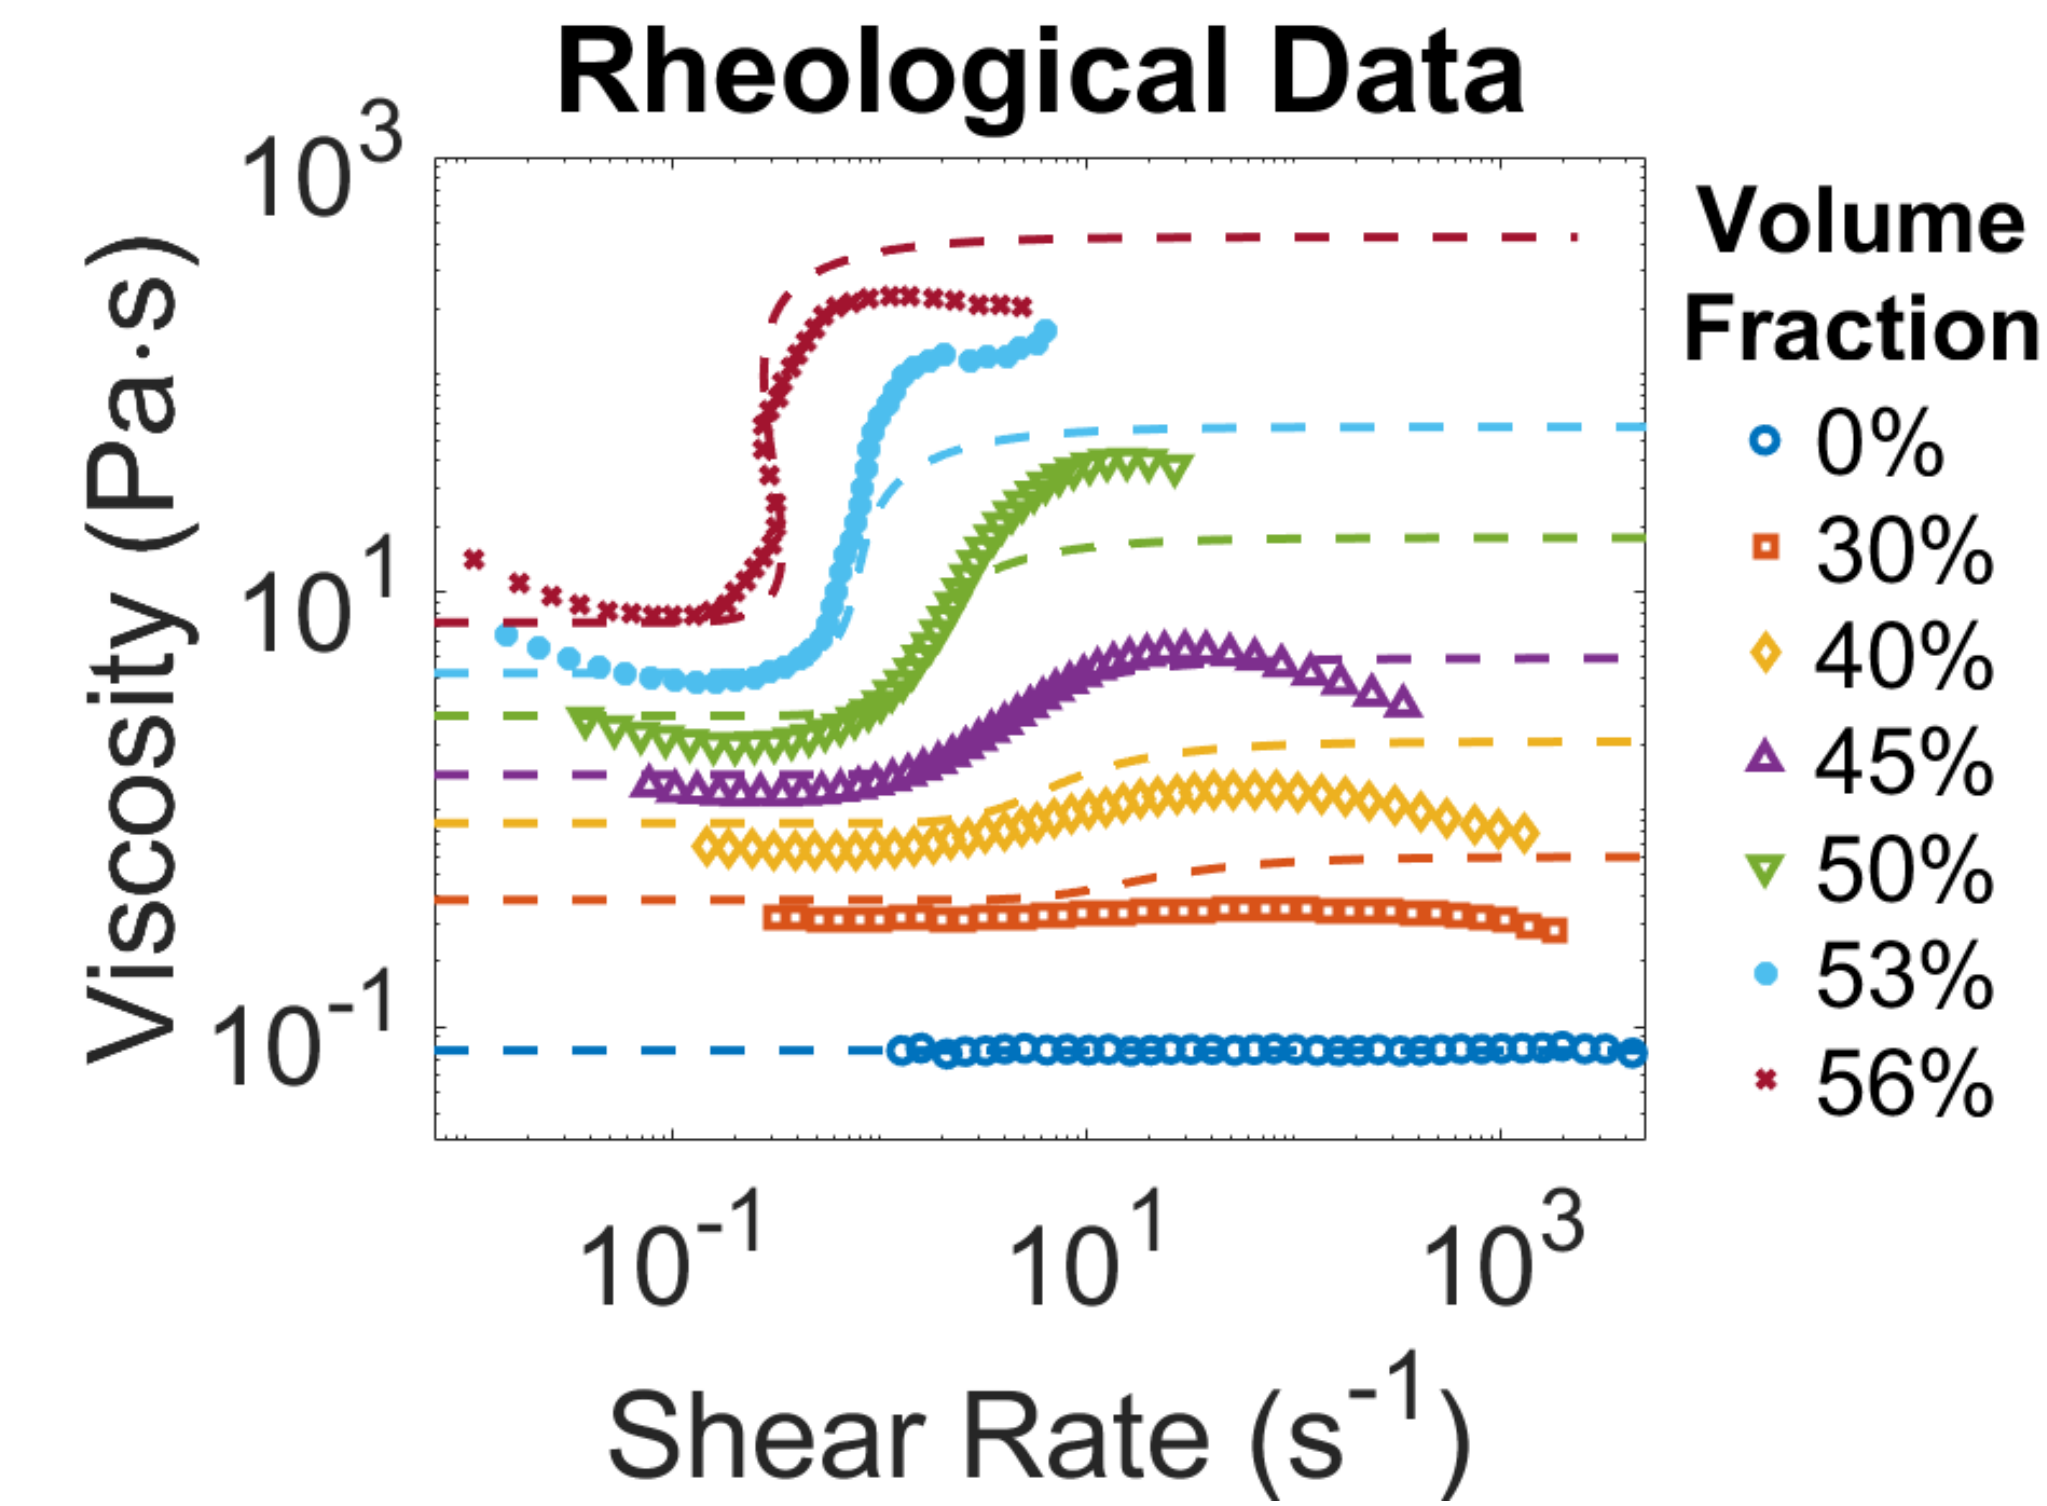 Rheological Data
10^3
10^1
10^-1
Viscosity (Pa·s)
10^-1 10^1 10^3
Shear Rate (s^-1)
Volume
Fraction
0%
30%
40%
45%
50%
53%
56%